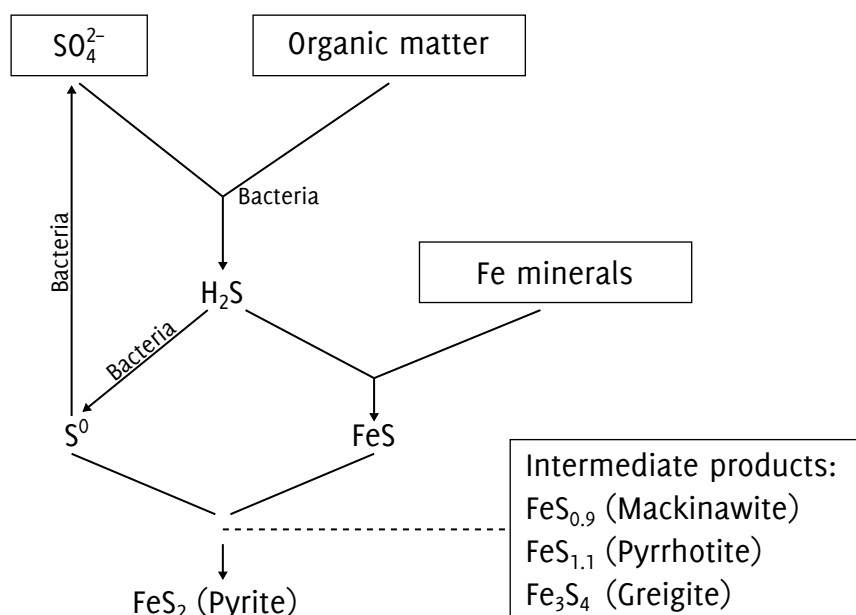 SO₄²⁻
Organic matter
Bacteria
Bacteria
Fe minerals
H₂S
Bacteria
S⁰
FeS
Intermediate products:
FeS₀.₉ (Mackinawite)
FeS₁.₁ (Pyrrhotite)
Fe₃S₄ (Greigite)
FeS₂ (Pyrite)